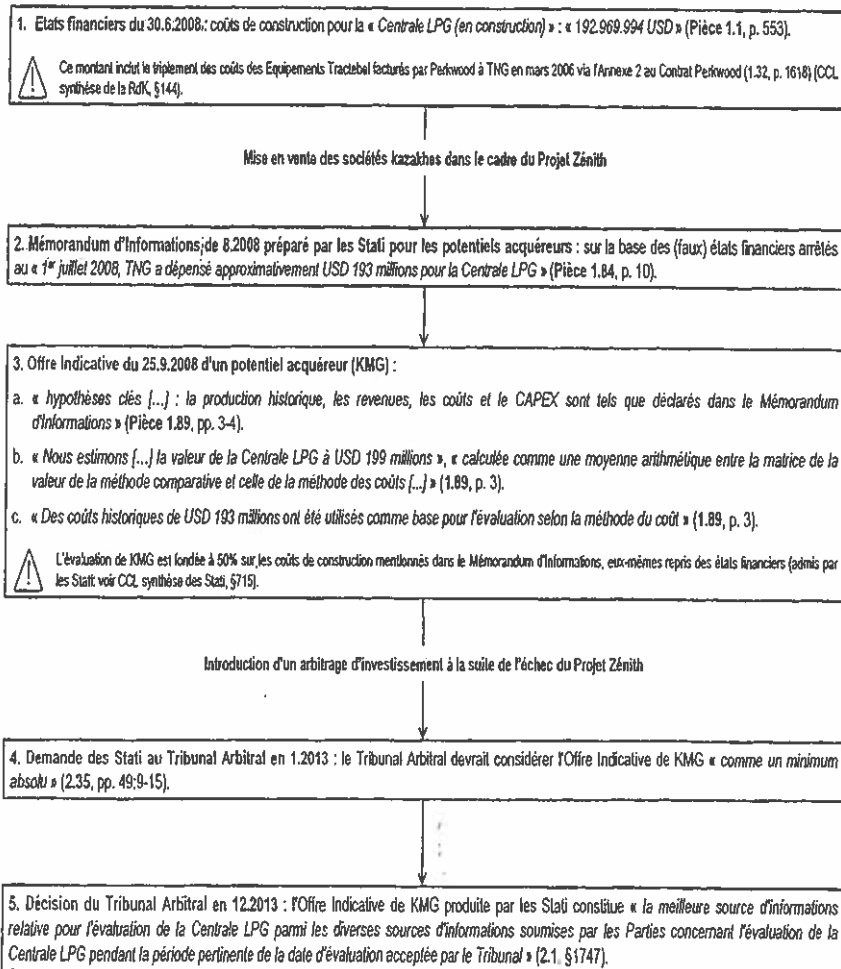 1. Etats financiers du 30.6.2008.: coûts de construction pour la « Centrale LPG (en construction) » : « 192.969.994 USD » (Pièce 1.1, p. 553).
Ce montant inclut le triplement des coûts des Equipements Tractebel facturés par Perkwood à TNG en mars 2006 via l'Annexe 2 au Contrat Perkwood (1.32, p. 1618) (CCL
synthèse de la RdK, §144).
Mise en vente des sociétés kazakhes dans le cadre du Projet Zénith
2. Mémorandum d'Informations, de 8.2008 préparé par les Stati pour les potentiels acquéreurs : sur la base des (faux) états financiers arrêtés
au « 1er juillet 2008, TNG a dépensé approximativement USD 193 millions pour la Centrale LPG » (Pièce 1.84, p. 10).
3. Offre Indicative du 25.9.2008 d'un potentiel acquéreur (KMG) :
a. « hypothèses clés [...] : la production historique, les revenues, les coûts et le CAPEX sont tels que déclarés dans le Mémorandum
d'Informations » (Pièce 1.89, pp. 3-4).
b. « Nous estimons [...] la valeur de la Centrale LPG à USD 199 millions », « calculée comme une moyenne arithmétique entre la matrice de la
valeur de la méthode comparative et celle de la méthode des coûts [...] » (1.89, p. 3).
c. « Des coûts historiques de USD 193 millions ont été utilisés comme base pour l'évaluation selon la méthode du coût » (1.89, p. 3).
L'évaluation de KMG est fondée à 50% sur les coûts de construction mentionnés dans le Mémorandum d'Informations, eux-mêmes repris des états financiers (admis par
les Stati: voir CCL synthèse des Stati, §715).
Introduction d'un arbitrage d'investissement à la suite de l'échec du Projet Zénith
4. Demande des Stati au Tribunal Arbitral en 1.2013 : le Tribunal Arbitral devrait considérer l'Offre Indicative de KMG « comme un minimum
absolu » (2.35, pp. 49:9-15).
5. Décision du Tribunal Arbitral en 12.2013 : l'Offre Indicative de KMG produite par les Stati constitue « la meilleure source d'informations
relative pour l'évaluation de la Centrale LPG parmi les diverses sources d'informations soumises par les Parties concernant l'évaluation de la
Centrale LPG pendant la période pertinente de la date d'évaluation acceptée par le Tribunal » (2.1, §1747).